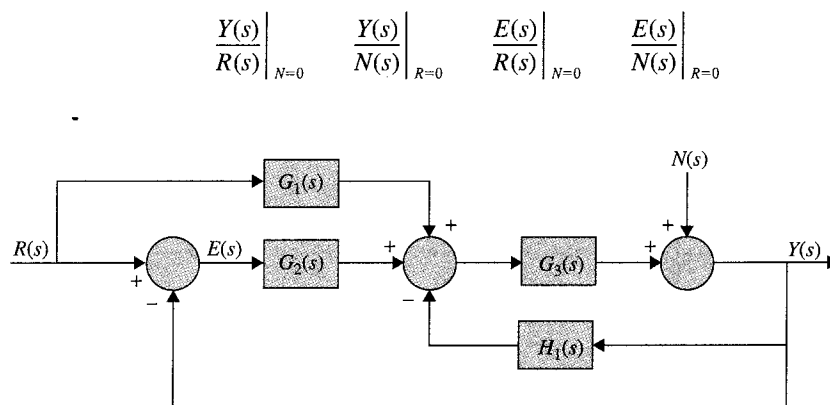 Y(s)/R(s)|N=0 Y(s)/N(s)|R=0 E(s)/R(s)|N=0 E(s)/N(s)|R=0
N(s)
G₁(s)
+
R(s) + E(s) G₂(s) + G₃(s) + + Y(s)
− −
H₁(s)